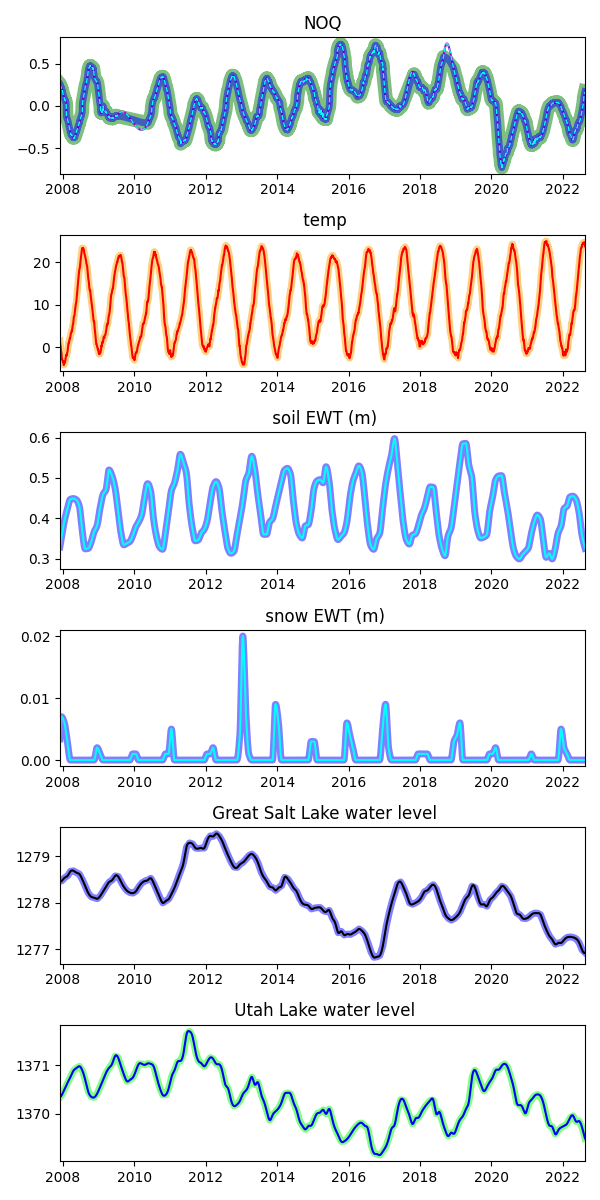 NOQ
0.5
0.0
−0.5
2008 2010 2012 2014 2016 2018 2020 2022
temp
20
10
0
2008 2010 2012 2014 2016 2018 2020 2022
soil EWT (m)
0.6
0.5
0.4
0.3
2008 2010 2012 2014 2016 2018 2020 2022
snow EWT (m)
0.02
0.01
0.00
2008 2010 2012 2014 2016 2018 2020 2022
Great Salt Lake water level
1279
1278
1277
2008 2010 2012 2014 2016 2018 2020 2022
Utah Lake water level
1371
1370
2008 2010 2012 2014 2016 2018 2020 2022